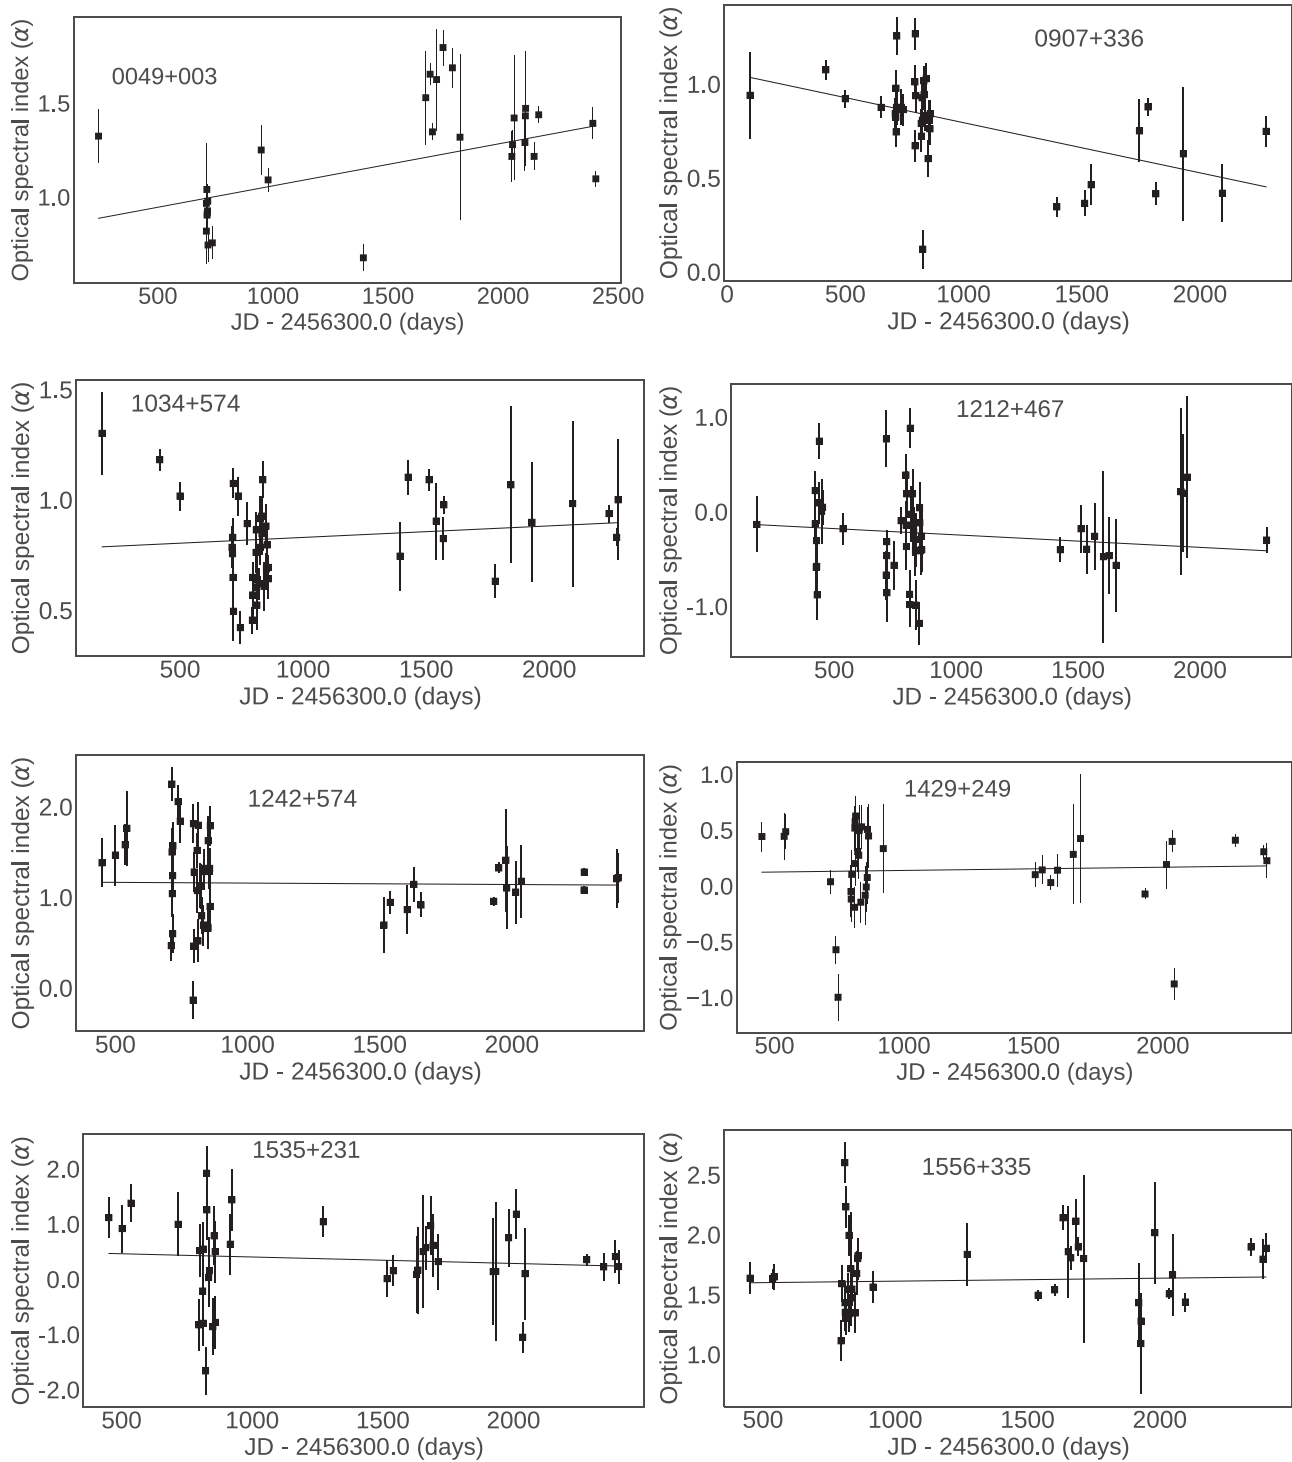 Optical spectral index (α)
0049+003
1.5
1.0
500 1000 1500 2000 2500
JD - 2456300.0 (days)
Optical spectral index (α)
0907+336
1.0
0.5
0.0
0 500 1000 1500 2000
JD - 2456300.0 (days)
Optical spectral index (α)
1034+574
1.5
1.0
0.5
500 1000 1500 2000
JD - 2456300.0 (days)
Optical spectral index (α)
1212+467
1.0
0.0
-1.0
500 1000 1500 2000
JD - 2456300.0 (days)
Optical spectral index (α)
1242+574
2.0
1.0
0.0
500 1000 1500 2000
JD - 2456300.0 (days)
Optical spectral index (α)
1429+249
1.0
0.5
0.0
−0.5
−1.0
500 1000 1500 2000
JD - 2456300.0 (days)
Optical spectral index (α)
1535+231
2.0
1.0
0.0
-1.0
-2.0
500 1000 1500 2000
JD - 2456300.0 (days)
Optical spectral index (α)
1556+335
2.5
2.0
1.5
1.0
500 1000 1500 2000
JD - 2456300.0 (days)